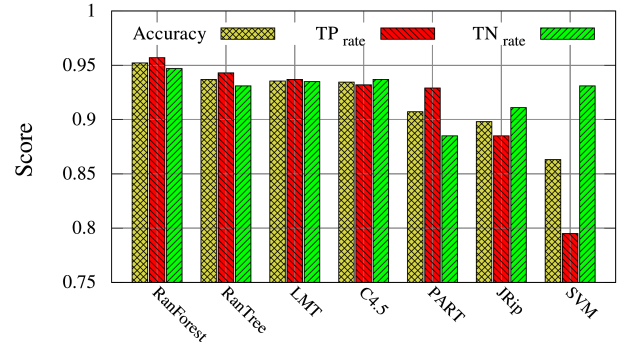 1
Accuracy TP rate TN rate
0.95
0.9
Score
0.85
0.8
0.75
RanForest RanTree LMT C4.5 PART JRip SVM